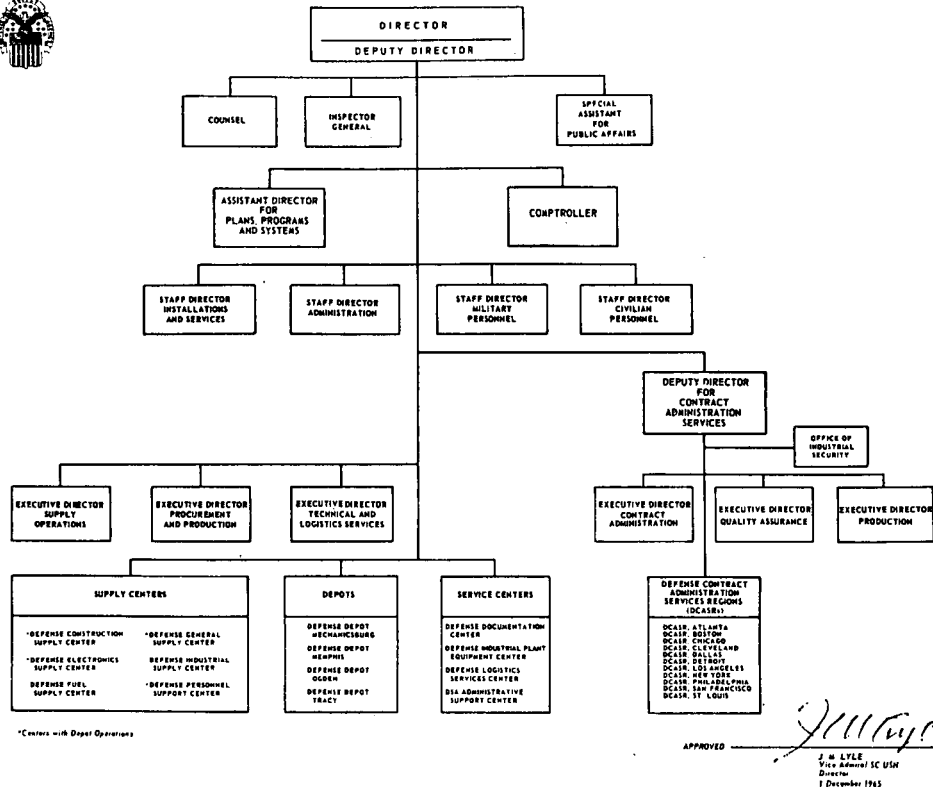 DIRECTOR
DEPUTY DIRECTOR
COUNSEL
INSPECTOR
GENERAL
SPECIAL
ASSISTANT
FOR
PUBLIC AFFAIRS
ASSISTANT DIRECTOR
FOR
PLANS, PROGRAMS
AND SYSTEMS
COMPTROLLER
STAFF DIRECTOR
INSTALLATIONS
AND SERVICES
STAFF DIRECTOR
ADMINISTRATION
STAFF DIRECTOR
MILITARY
PERSONNEL
STAFF DIRECTOR
CIVILIAN
PERSONNEL
DEPUTY DIRECTOR
FOR
CONTRACT
ADMINISTRATION
SERVICES
OFFICE OF
INDUSTRIAL
SECURITY
EXECUTIVE DIRECTOR
SUPPLY
OPERATIONS
EXECUTIVE DIRECTOR
PROCUREMENT
AND PRODUCTION
EXECUTIVE DIRECTOR
TECHNICAL AND
LOGISTICS SERVICES
EXECUTIVE DIRECTOR
CONTRACT
ADMINISTRATION
EXECUTIVE DIRECTOR
QUALITY ASSURANCE
EXECUTIVE DIRECTOR
PRODUCTION
SUPPLY CENTERS
*DEFENSE CONSTRUCTION
SUPPLY CENTER
*DEFENSE ELECTRONICS
SUPPLY CENTER
DEFENSE FUEL
SUPPLY CENTER
*DEFENSE GENERAL
SUPPLY CENTER
DEFENSE INDUSTRIAL
SUPPLY CENTER
*DEFENSE PERSONNEL
SUPPORT CENTER
DEPOTS
DEFENSE DEPOT
MECHANICSBURG
DEFENSE DEPOT
MEMPHIS
DEFENSE DEPOT
OGDEN
DEFENSE DEPOT
TRACY
SERVICE CENTERS
DEFENSE DOCUMENTATION
CENTER
DEFENSE INDUSTRIAL PLANT
EQUIPMENT CENTER
DEFENSE LOGISTICS
SERVICES CENTER
DSA ADMINISTRATIVE
SUPPORT CENTER
DEFENSE CONTRACT
ADMINISTRATION
SERVICES REGIONS
(DCASRs)
DCASR, ATLANTA
DCASR, BOSTON
DCASR, CHICAGO
DCASR, CLEVELAND
DCASR, DALLAS
DCASR, DETROIT
DCASR, LOS ANGELES
DCASR, NEW YORK
DCASR, PHILADELPHIA
DCASR, SAN FRANCISCO
DCASR, ST LOUIS
*Centers with Depot Operations
APPROVED
J M LYLE
Vice Admiral SC USN
Director
1 December 1965